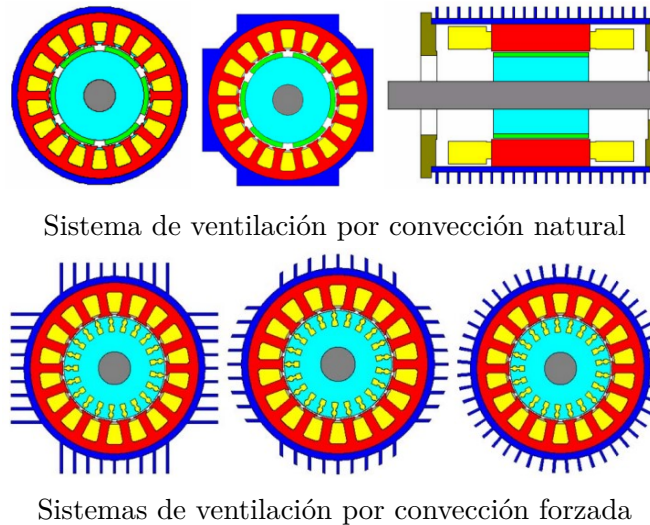 Sistema de ventilación por convección natural
Sistemas de ventilación por convección forzada